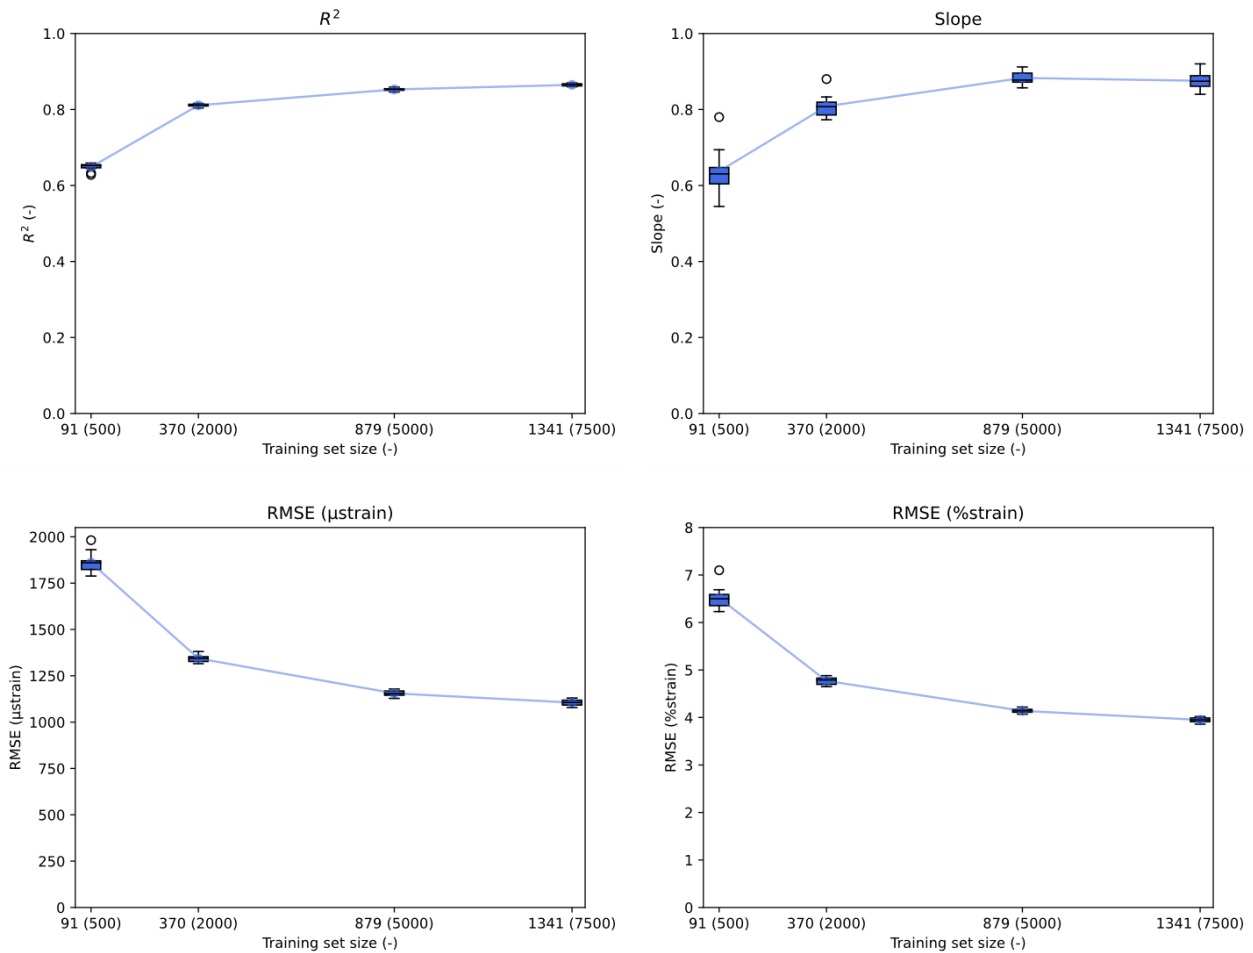 R²
1.0
0.8
0.6
0.4
0.2
0.0
R² (-)
91 (500) 370 (2000) 879 (5000) 1341 (7500)
Training set size (-)
Slope
1.0
0.8
0.6
0.4
0.2
0.0
Slope (-)
91 (500) 370 (2000) 879 (5000) 1341 (7500)
Training set size (-)
RMSE (µstrain)
2000
1750
1500
1250
1000
750
500
250
0
RMSE (µstrain)
91 (500) 370 (2000) 879 (5000) 1341 (7500)
Training set size (-)
RMSE (%strain)
8
7
6
5
4
3
2
1
0
RMSE (%strain)
91 (500) 370 (2000) 879 (5000) 1341 (7500)
Training set size (-)